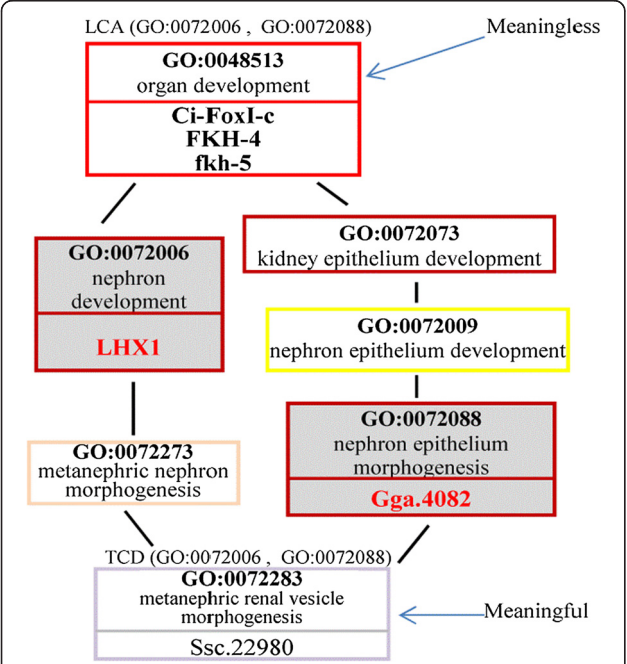 LCA (GO:0072006 , GO:0072088)
Meaningless
GO:0048513
organ development
Ci-FoxI-c
FKH-4
fkh-5
GO:0072006
nephron
development
LHX1
GO:0072073
kidney epithelium development
GO:0072009
nephron epithelium development
GO:0072088
nephron epithelium
morphogenesis
Gga.4082
GO:0072273
metanephric nephron
morphogenesis
TCD (GO:0072006 , GO:0072088)
GO:0072283
metanephric renal vesicle
morphogenesis
Ssc.22980
Meaningful